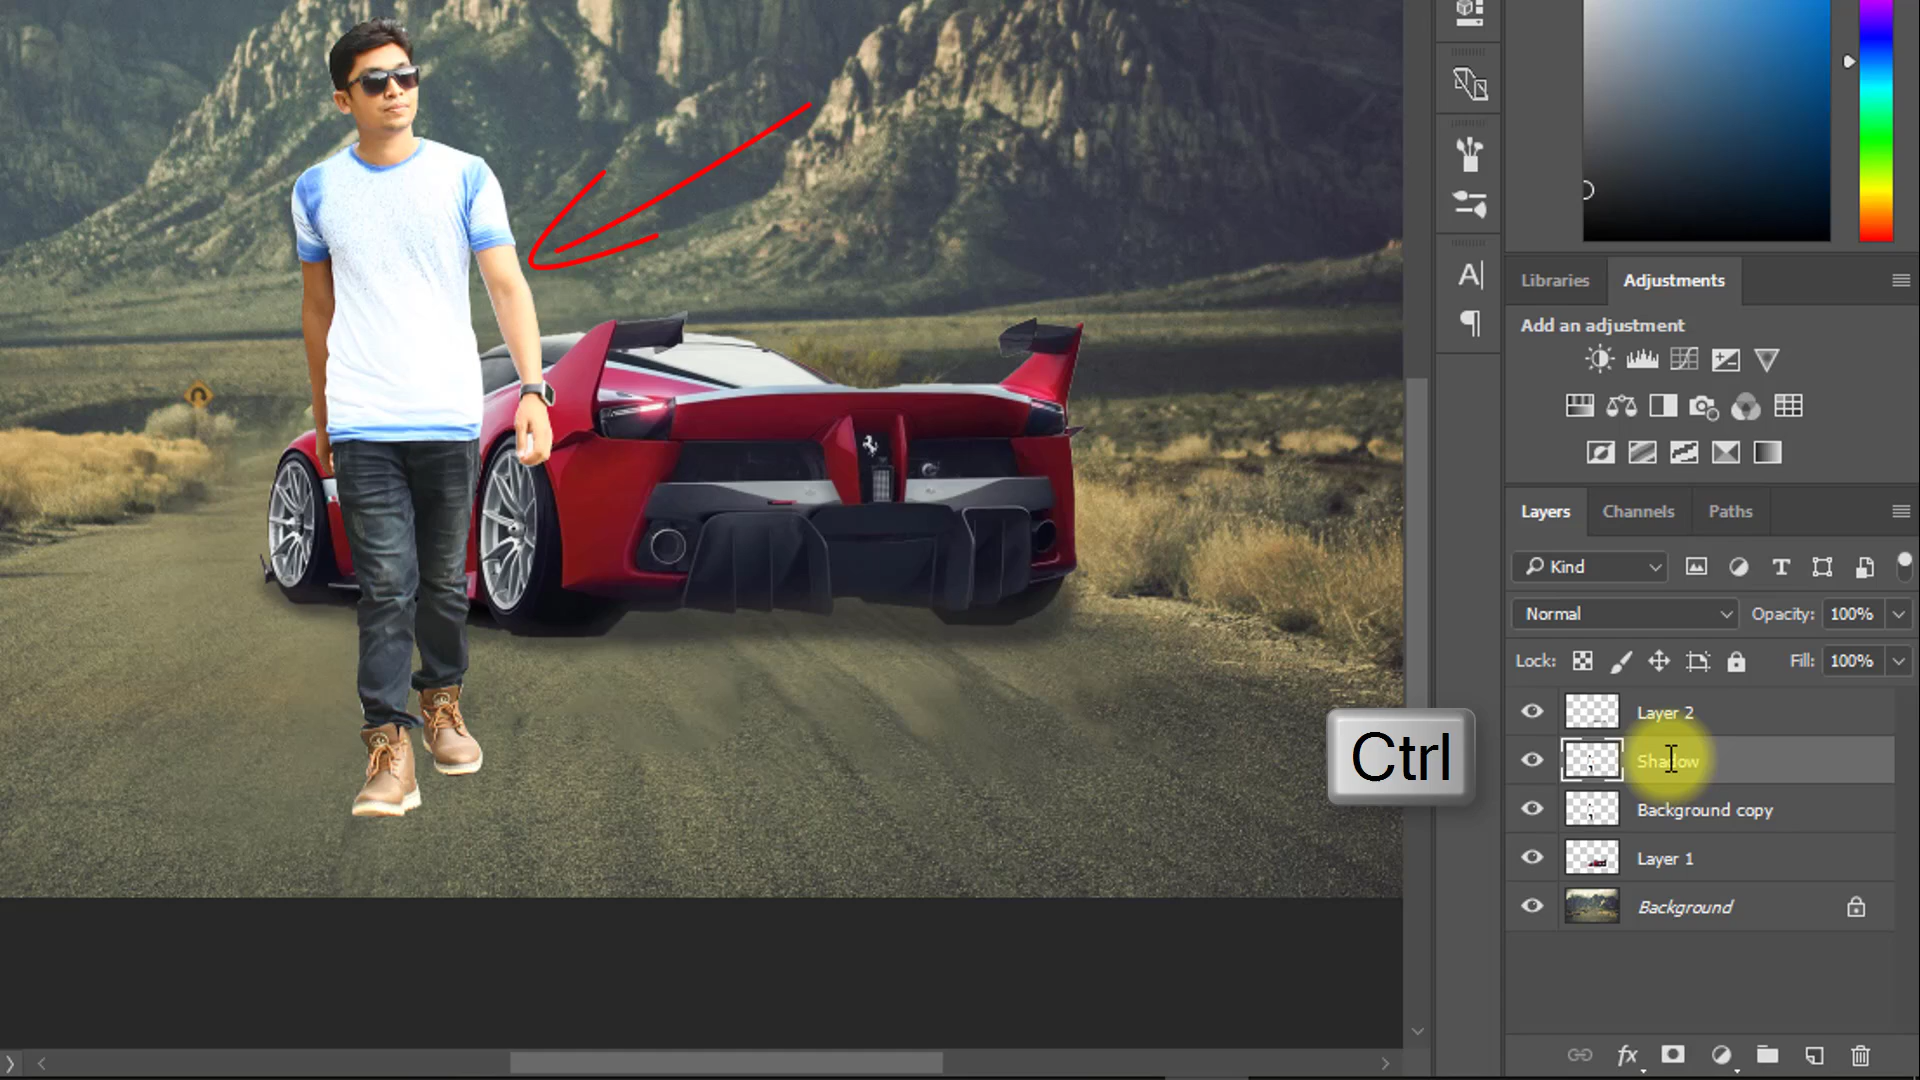 A|
Libraries
Adjustments
Add an adjustment
Layers
Channels
Paths
Kind
T
Normal
Opacity: 100%
Lock:
Fill: 100%
Layer 2
Shadow
Ctrl
Background copy
Layer 1
Background
fx